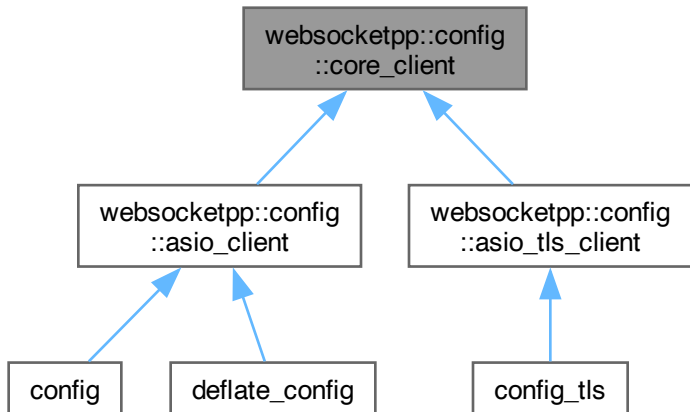 websocketpp::config
::core_client
websocketpp::config
::asio_client
websocketpp::config
::asio_tls_client
config
deflate_config
config_tls